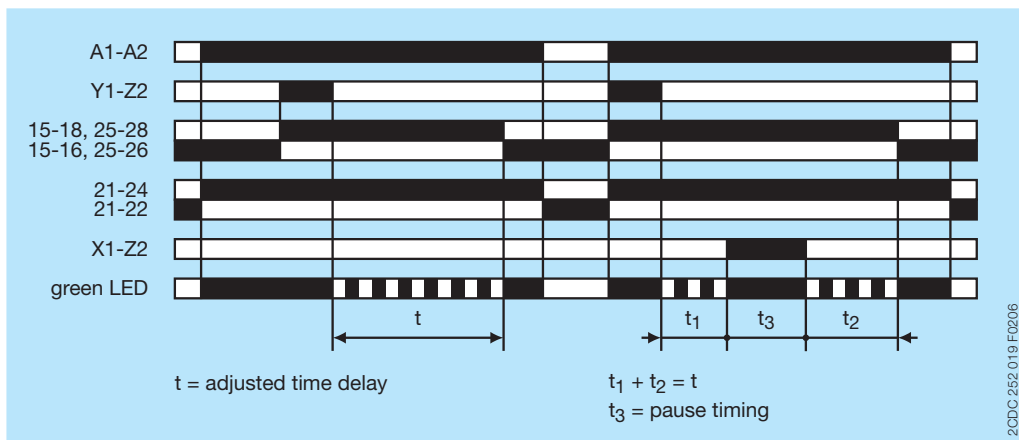 A1-A2
Y1-Z2
15-18, 25-28
15-16, 25-26
21-24
21-22
X1-Z2
green LED
t
t₁ t₃ t₂
t = adjusted time delay
t₁ + t₂ = t
t₃ = pause timing
2CDC 252 019 F0206